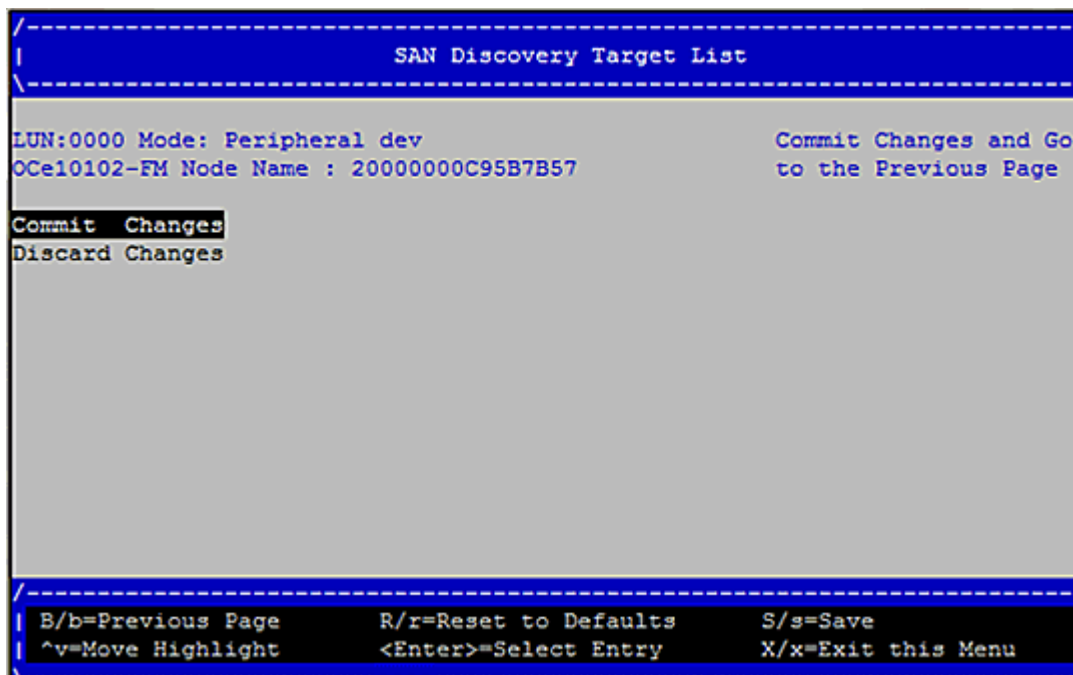 /---------------------------------------------------------------------------
| SAN Discovery Target List
\---------------------------------------------------------------------------
LUN:0000 Mode: Peripheral dev Commit Changes and Go
OCe10102-FM Node Name : 20000000C95B7B57 to the Previous Page
Commit  Changes
Discard Changes
/---------------------------------------------------------------------------
| B/b=Previous Page R/r=Reset to Defaults S/s=Save
| ^v=Move Highlight <Enter>=Select Entry X/x=Exit this Menu